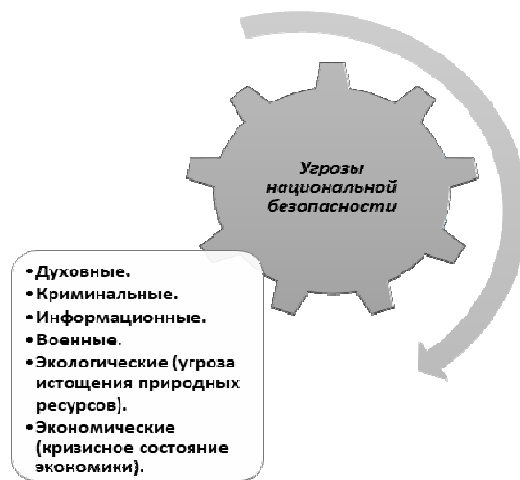 Угрозы
национальной
безопасности
•Духовные.
•Криминальные.
•Информационные.
•Военные.
•Экологические (угроза
истощения природных
ресурсов).
•Экономические
(кризисное состояние
экономики).